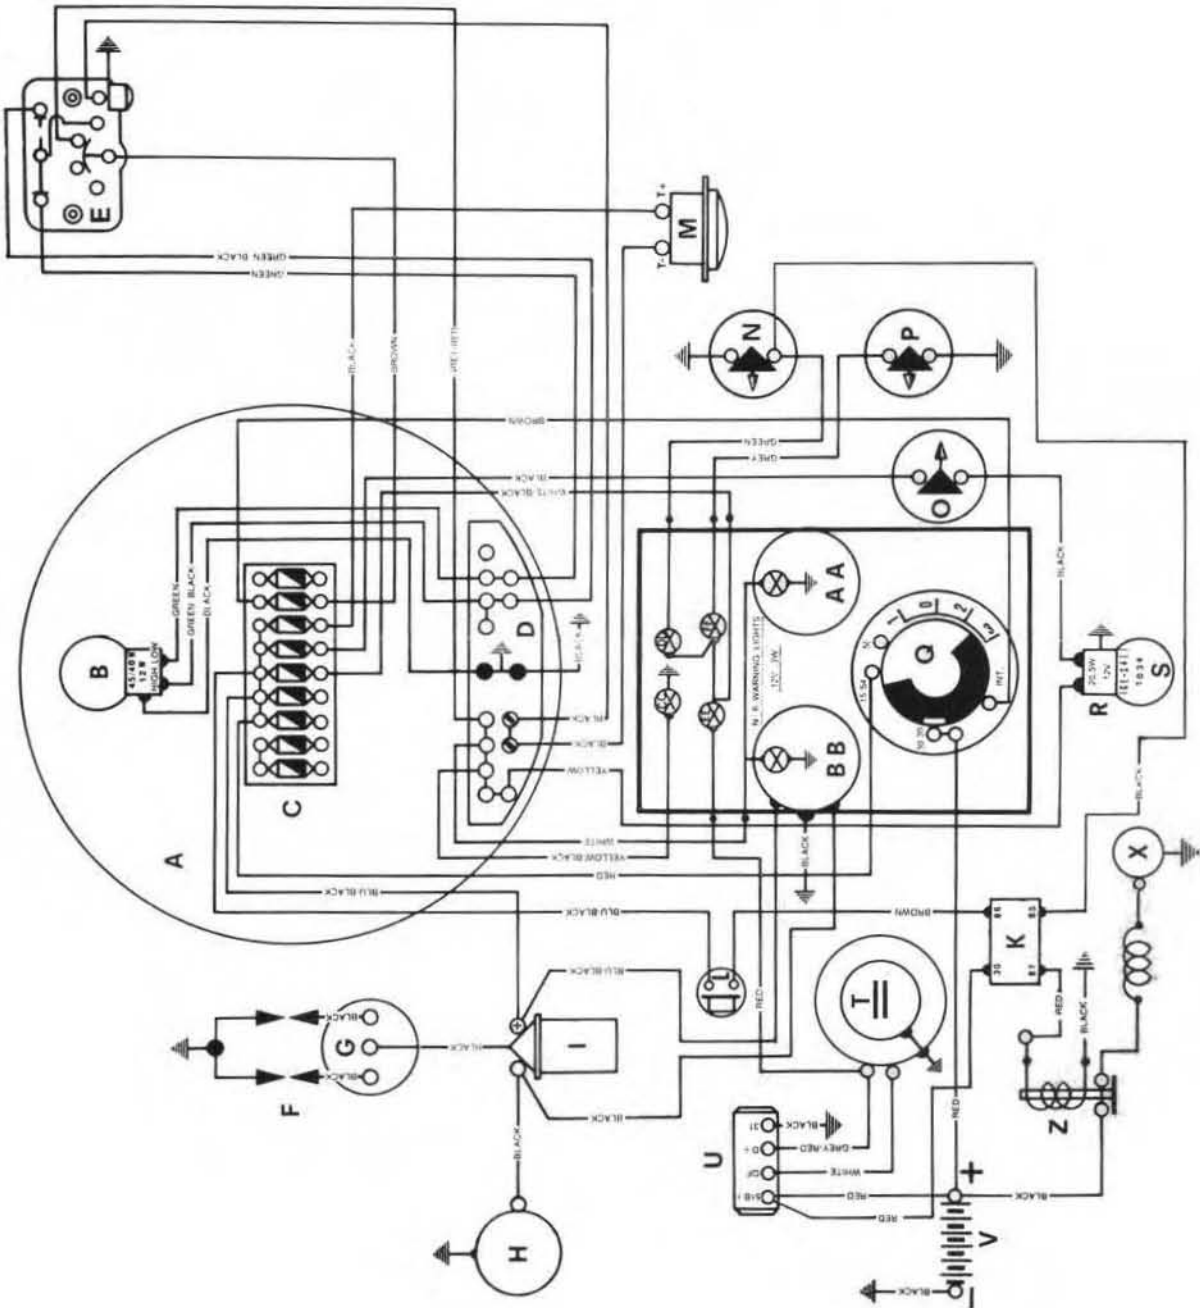 E
GREEN BLACK
GREEN
BLACK
BROWN
T+
T-
M
BROWN
BLACK
WHITE-BLACK
GREEN
GREY
N
P
O
A
B
45/40W
12V
HIGH LOW
GREEN
GREEN BLACK
BLACK
C
D
BLACK
BLACK
YELLOW
WHITE
YELLOW-BLACK
RED
BLU-BLACK
BLU-BLACK
N·P·WARNING LIGHTS
12V 3W
AA
BB
BLACK
Q
1
0
2
3
15/54
INT.
BLACK
R
12V
S
BLACK
F
BLACK
BLACK
G
BLACK
BLU-BLACK
I
BLACK
BLACK
H
L
BROWN
RED
86
85
30
87
K
X
RED
BLACK
Z
T
U
31
D+
DF
BLACK
GREY-RED
WHITE
RED
RED
RED
BLACK
+
V
-
BLACK